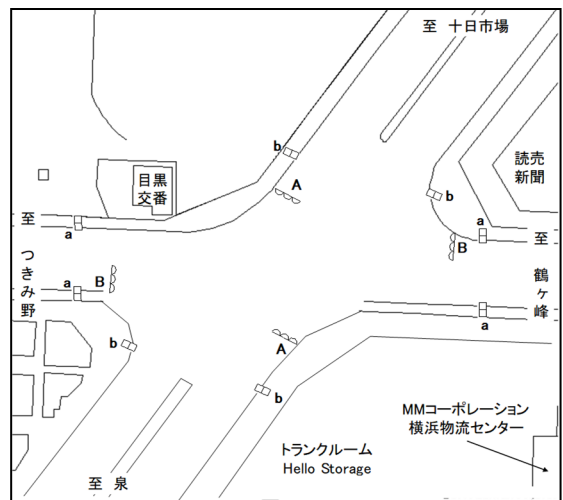 至 十日市場
b
目黒
交番
A
読売
新聞
b
至
a
a
B
至
つきみ野
a
B
鶴ヶ峰
a
b
A
b
MMコーポレーション
横浜物流センター
トランクルーム
Hello Storage
至 泉